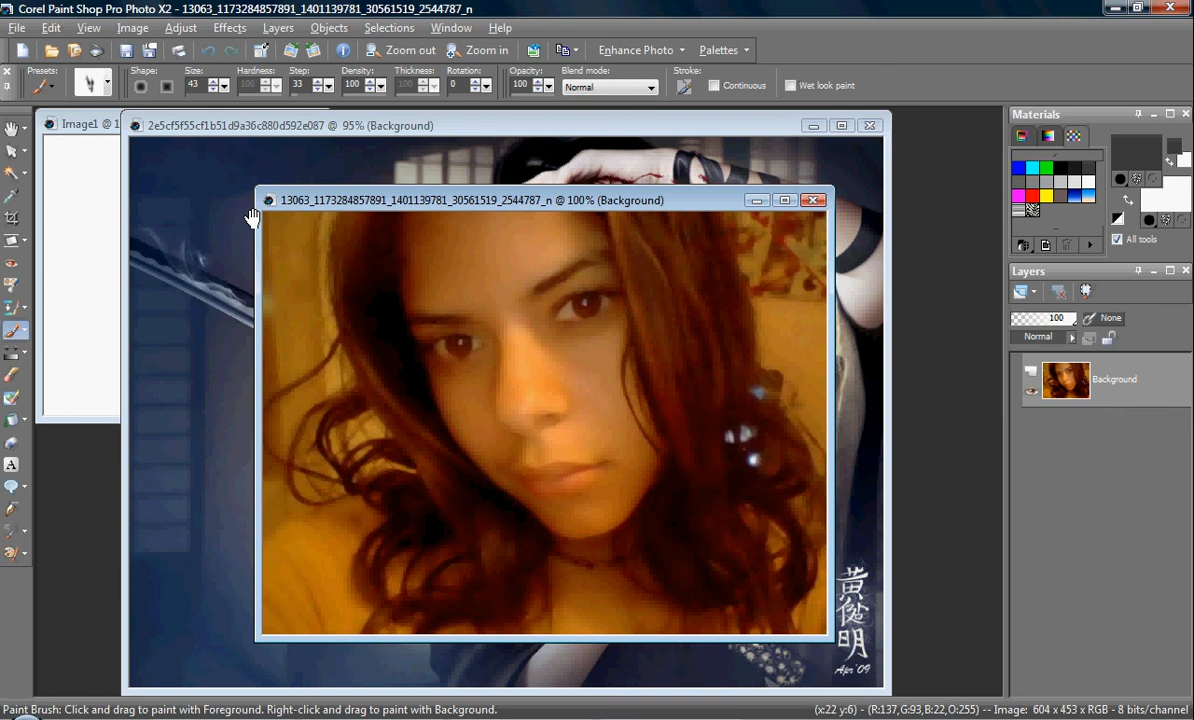 Corel Paint Shop Pro Photo X2 - 13063_1173284857891_1401139781_30561519_2544787_n
File Edit View Image Adjust Effects Layers Objects Selections Window Help
Zoom out Zoom in Enhance Photo Palettes
Presets: Shape: Size: Hardness: Step: Density: Thickness: Rotation: Opacity: Blend mode: Stroke:
43 100 33 100 100 0 100 Normal Continuous Wet look paint
Image1 @ 1
2e5cf5f55cf1b51d9a36c880d592e087 @ 95% (Background)
13063_1173284857891_1401139781_30561519_2544787_n @ 100% (Background)
Materials
All tools
Layers
100 None
Normal
Background
黃
俊
明
Apr'09
Paint Brush: Click and drag to paint with Foreground. Right-click and drag to paint with Background.
(x:22 y:6) -- (R:137,G:93,B:22,O:255) -- Image: 604 x 453 x RGB - 8 bits/channel